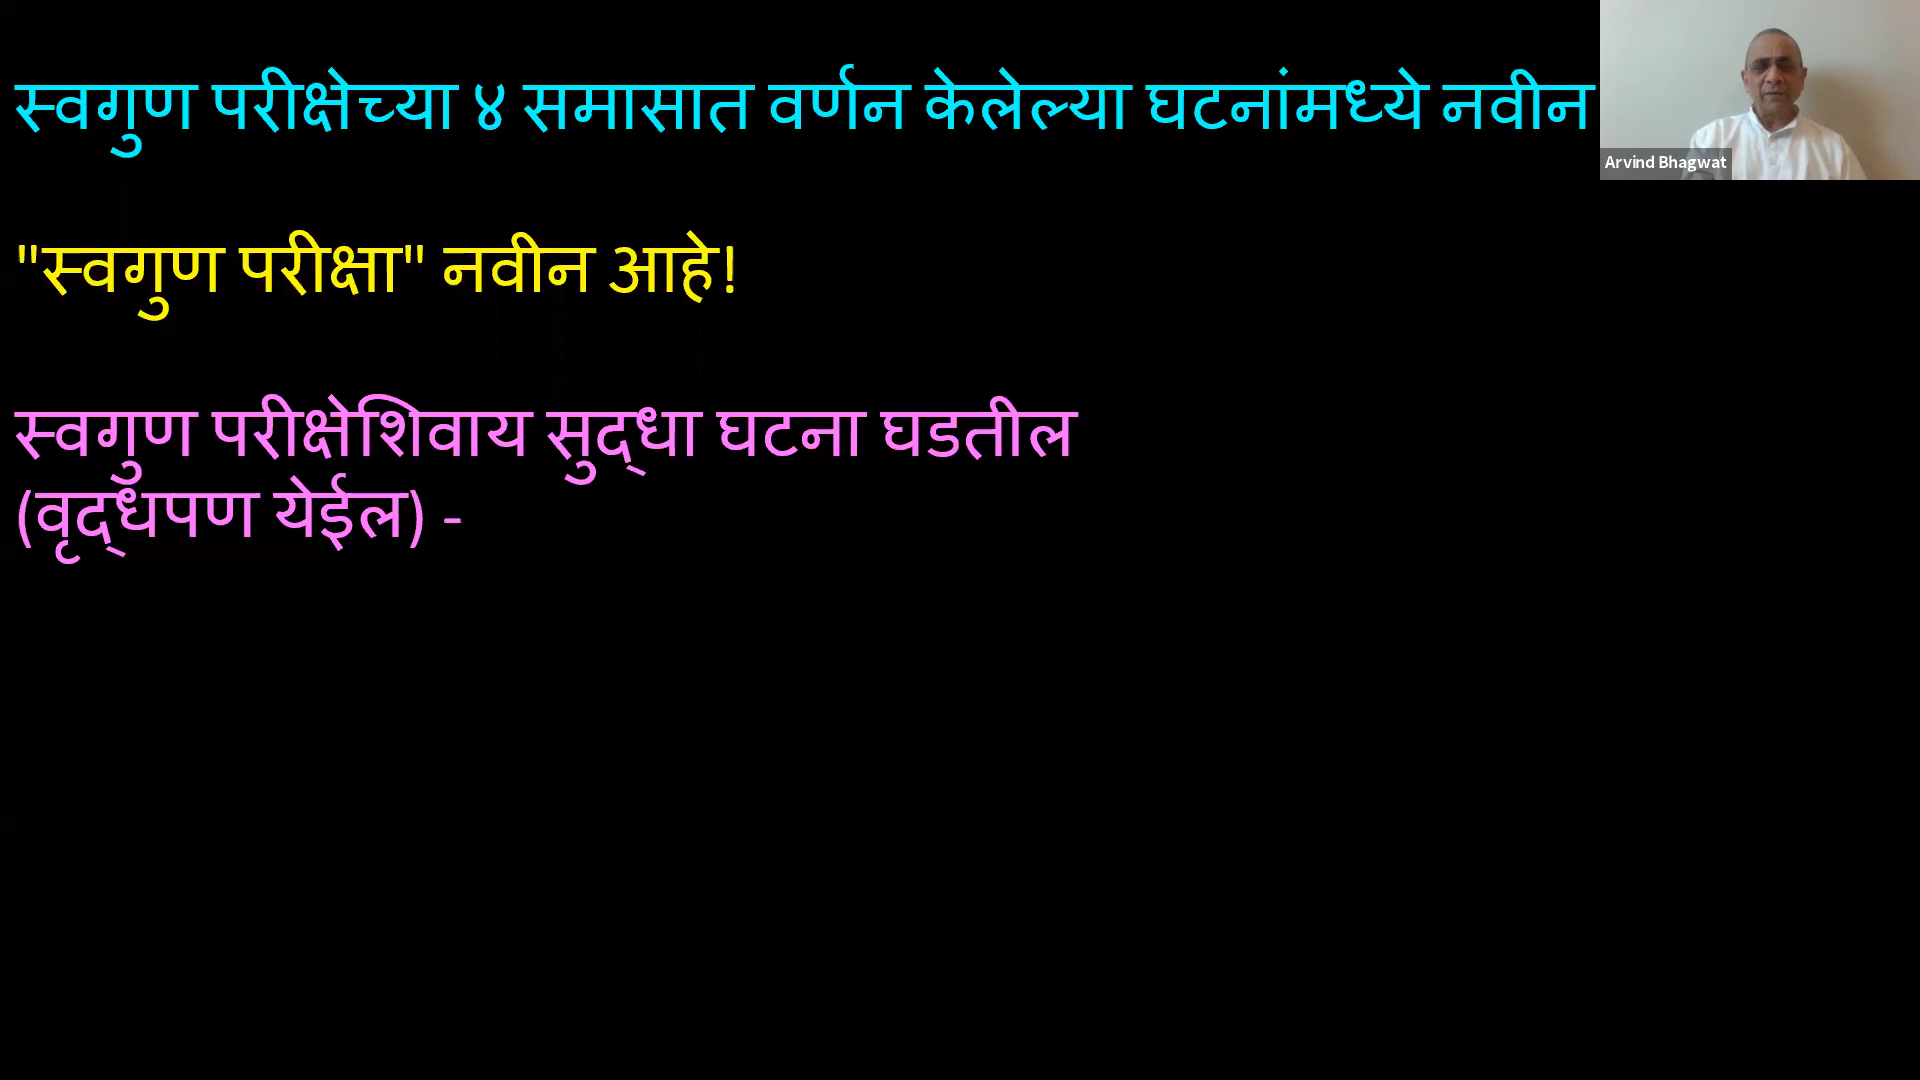 स्वगुण परीक्षेच्या ४ समासात वर्णन केलेल्या घटनांमध्ये नवीन
Arvind Bhagwat
"स्वगुण परीक्षा" नवीन आहे!
स्वगुण परीक्षेशिवाय सुद्धा घटना घडतील
(वृद्धपण येईल) -